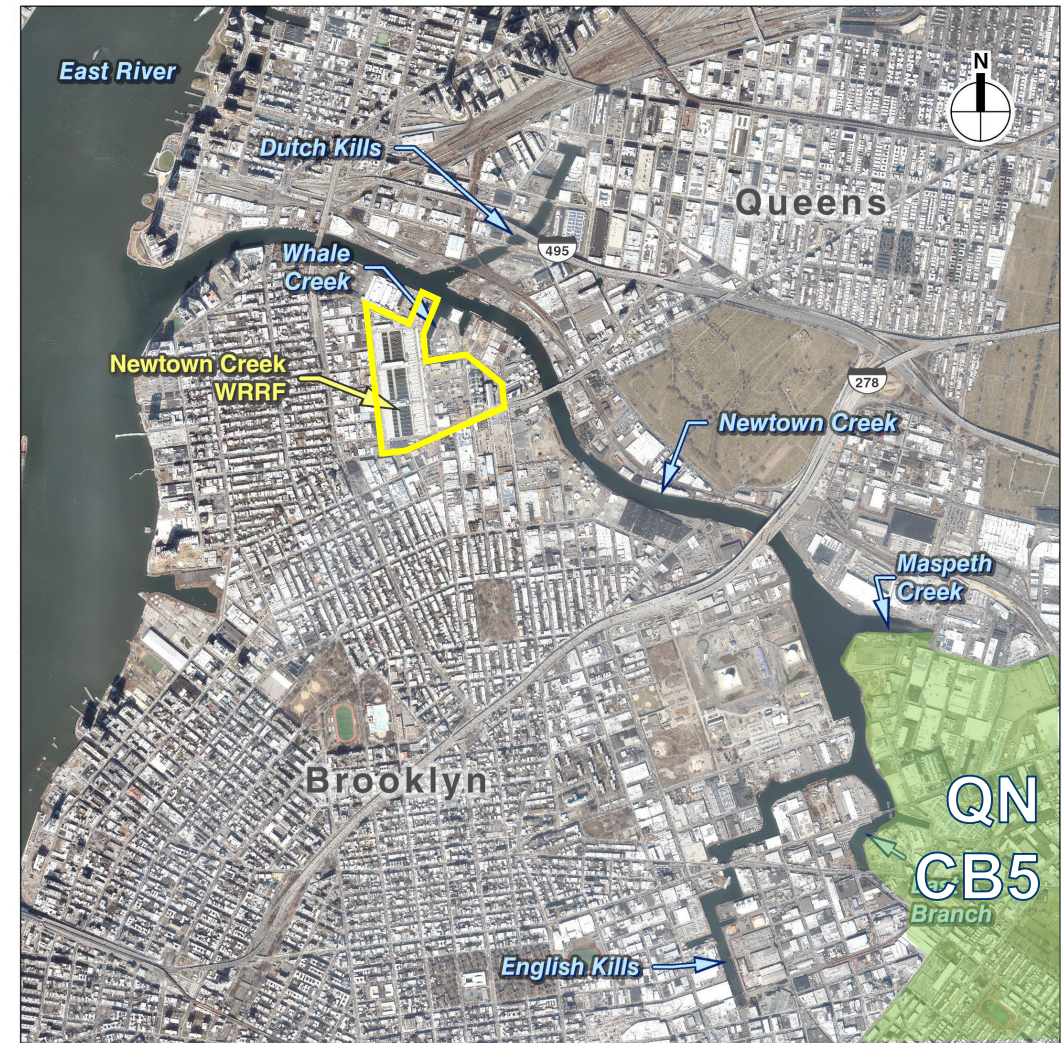 East River
N
Dutch Kills
Queens
495
Whale
Creek
Newtown Creek
WRRF
278
Newtown Creek
Maspeth
Creek
Brooklyn
QN
CB5
Branch
English Kills